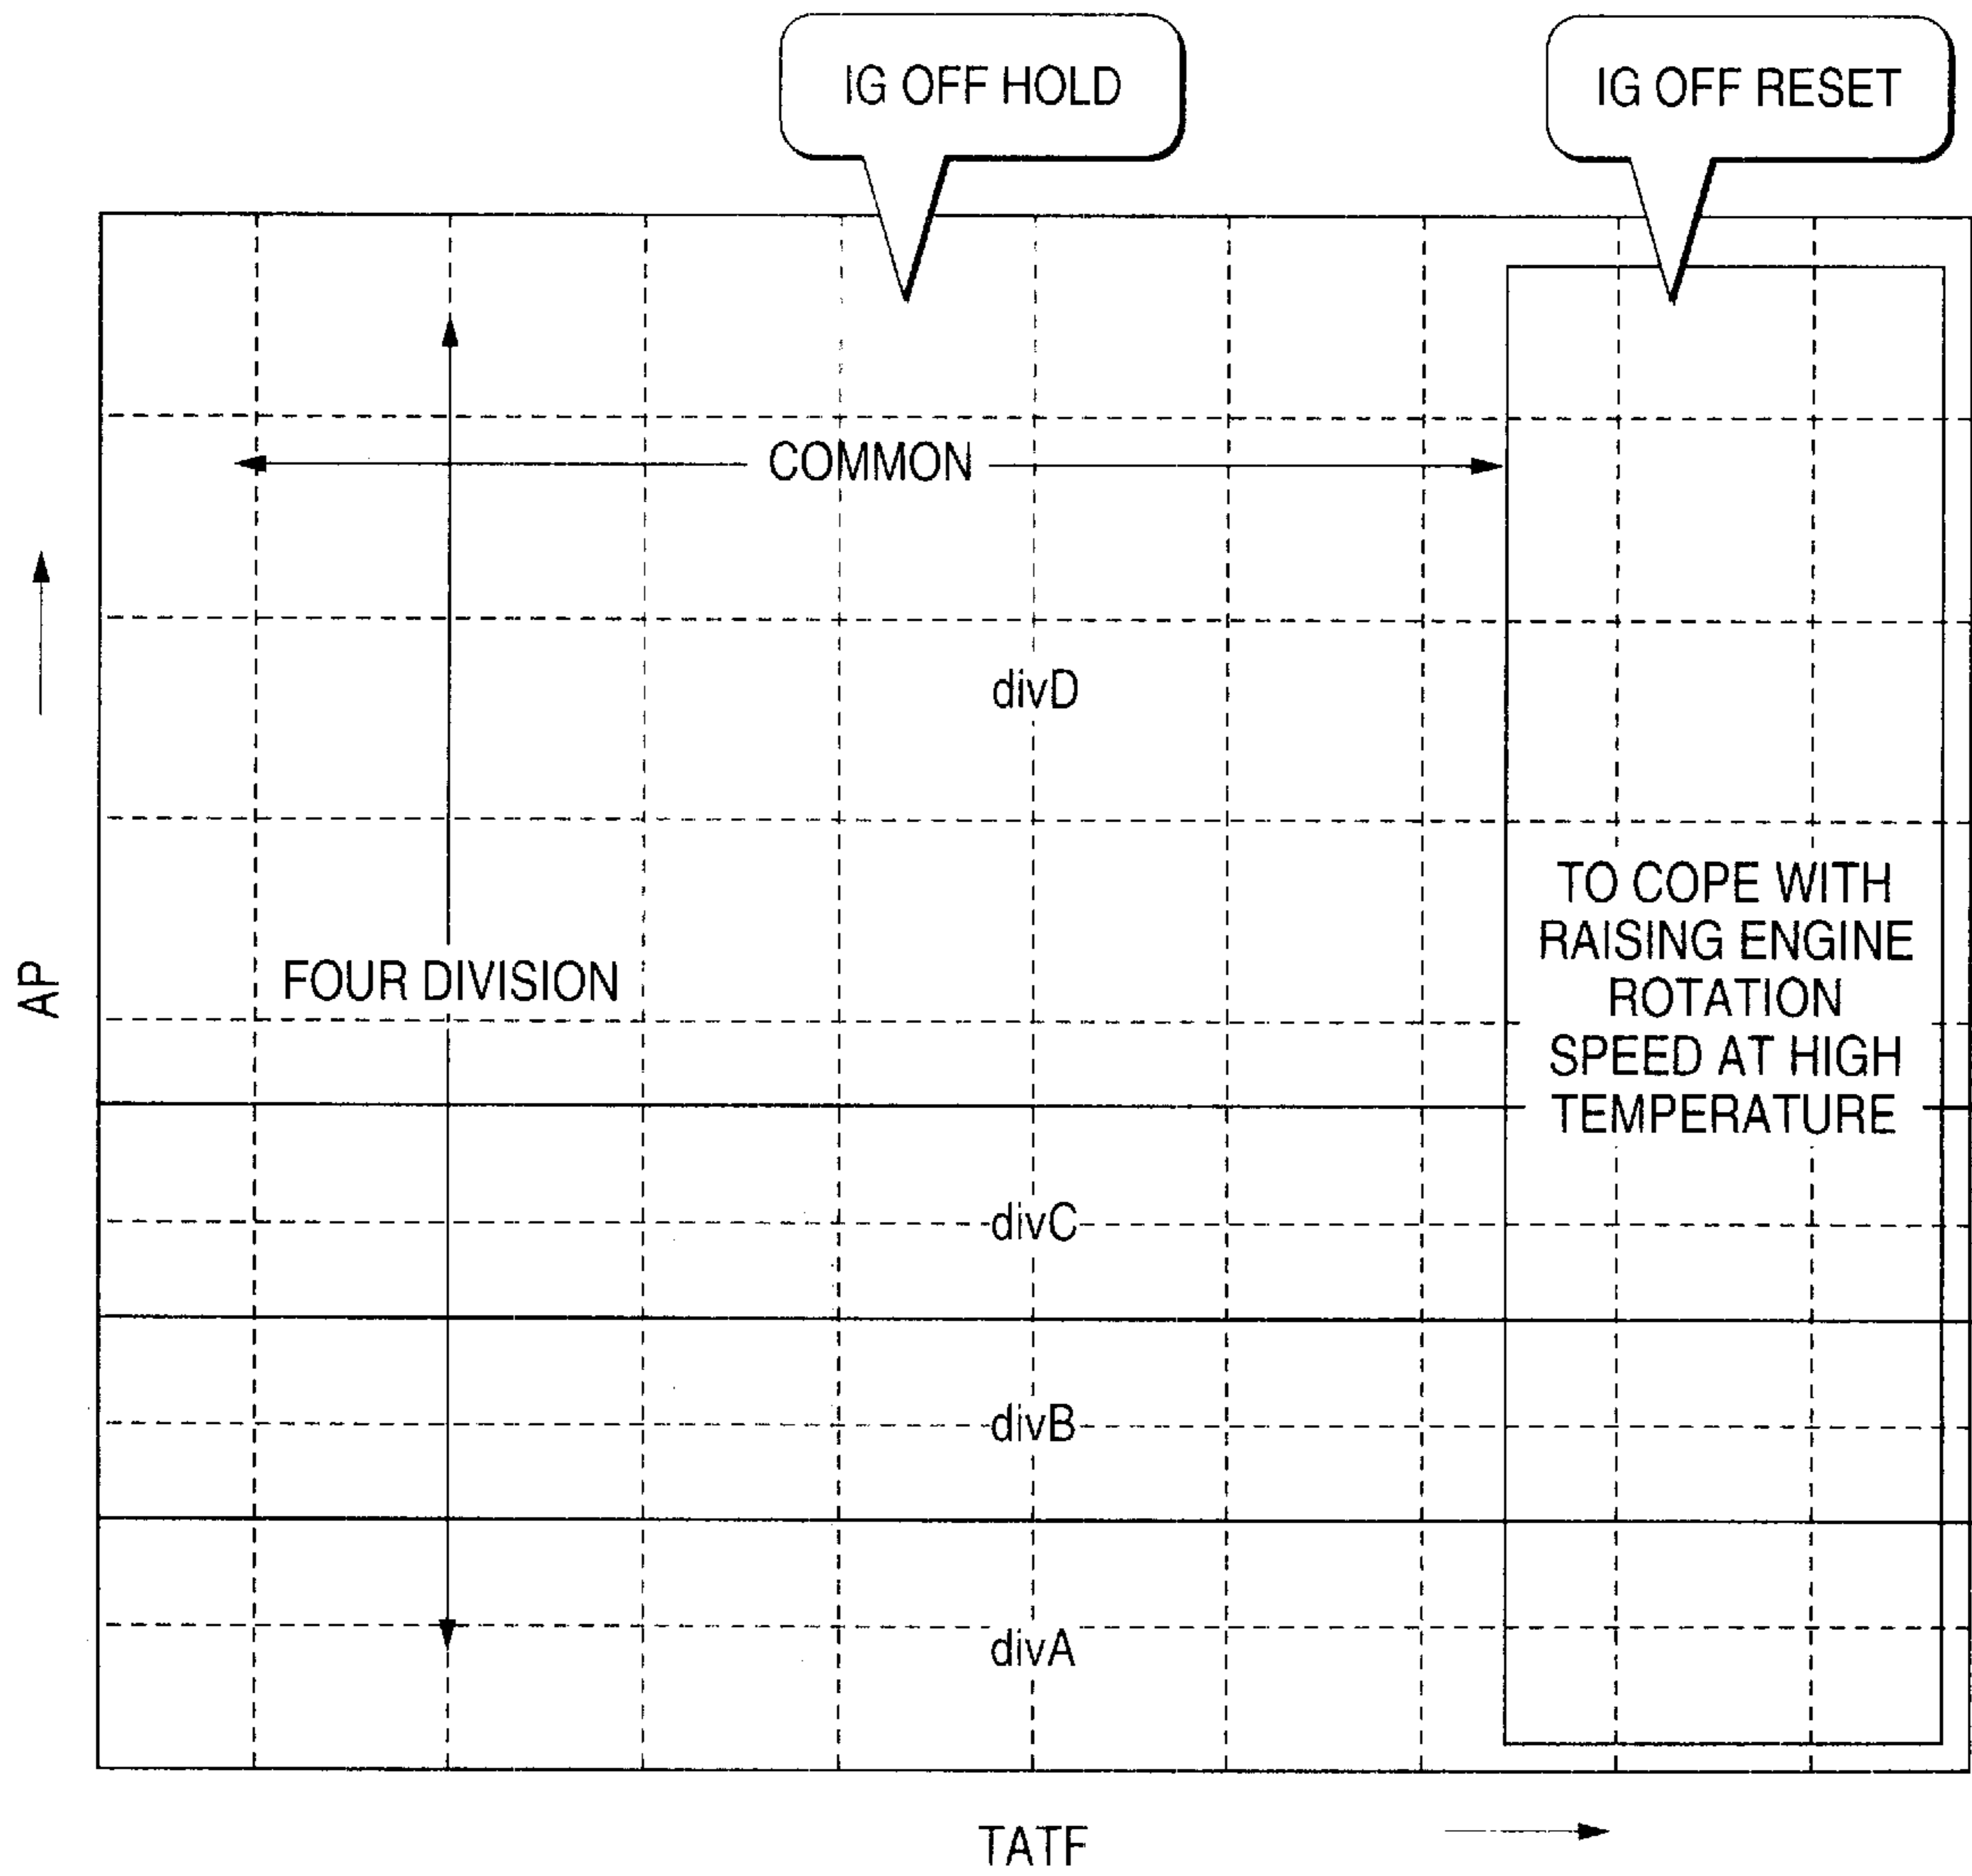 IG OFF HOLD
IG OFF RESET
COMMON
divD
TO COPE WITH
RAISING ENGINE
ROTATION
SPEED AT HIGH
TEMPERATURE
AP
FOUR DIVISION
divC
divB
divA
TATF